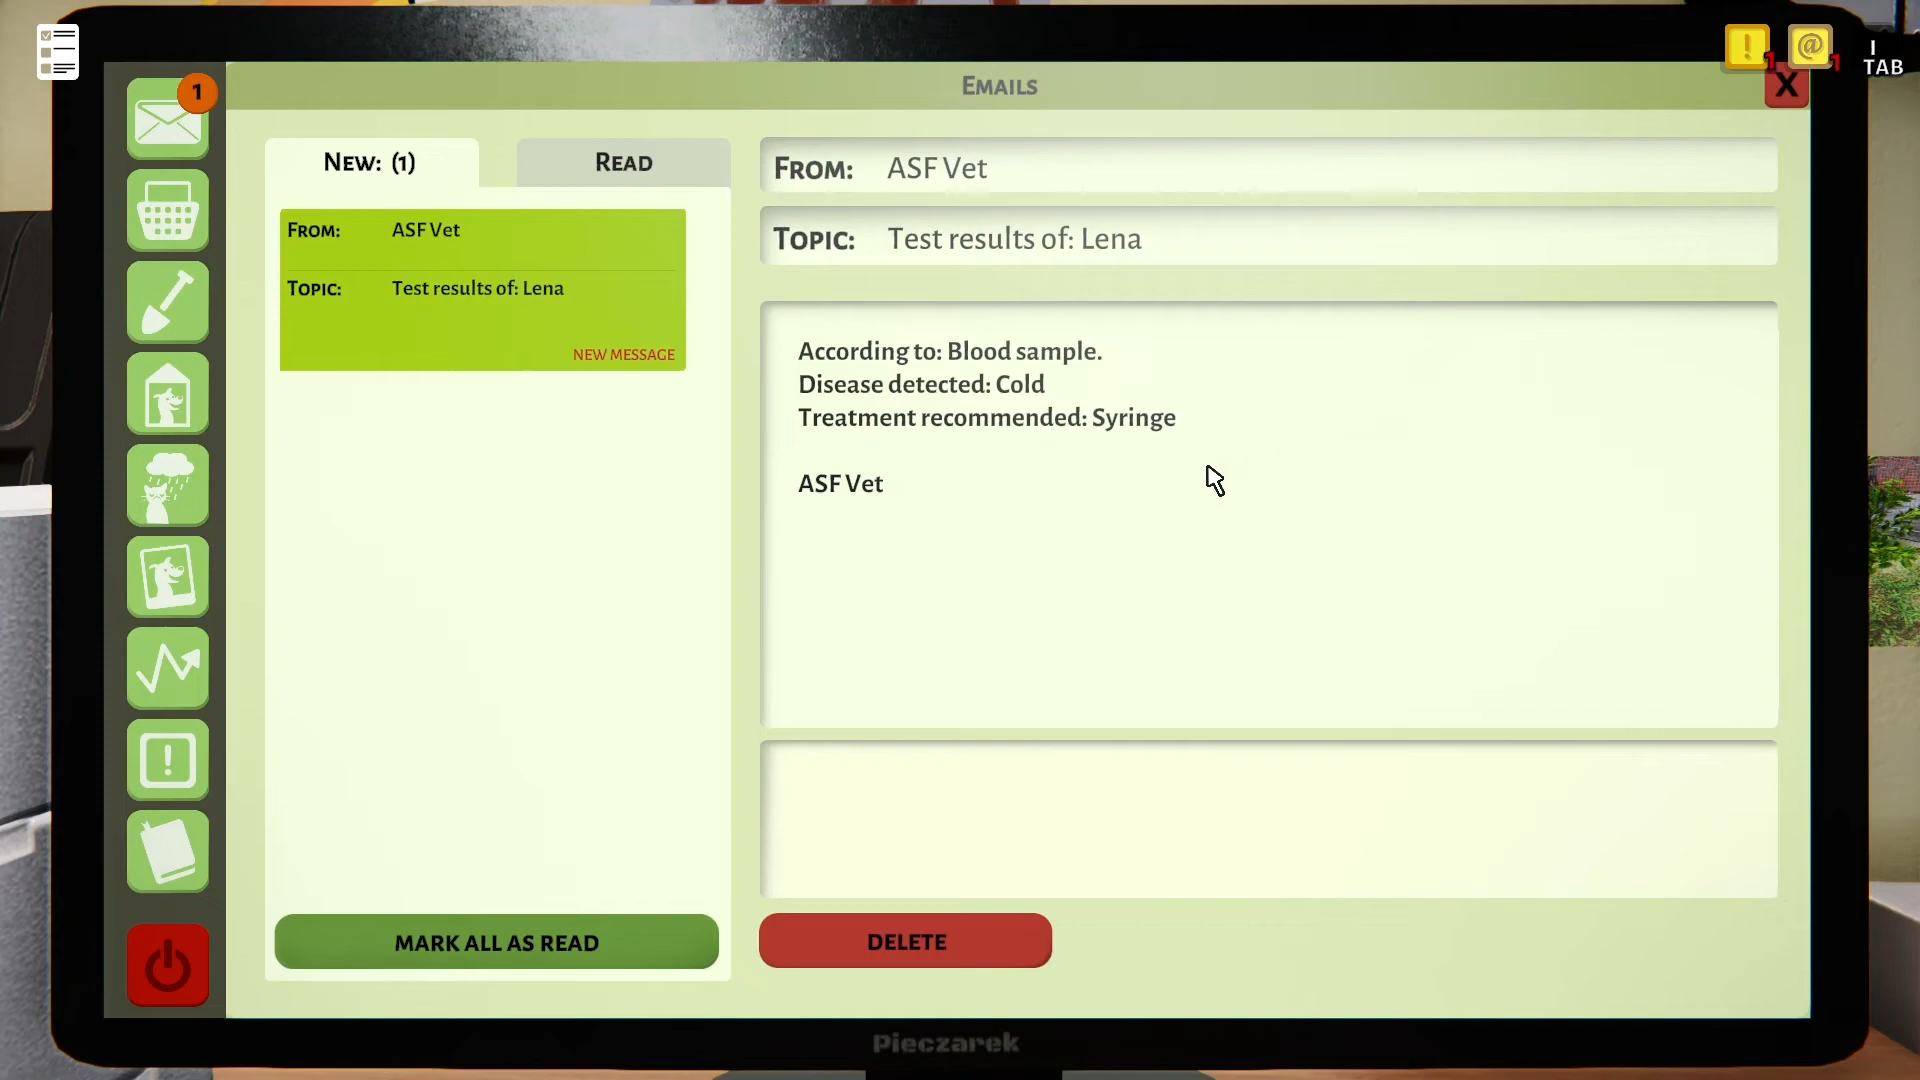 1
EMAILS
X
1
1
I
TAB
NEW: (1)
READ
FROM: ASF Vet
TOPIC: Test results of: Lena
NEW MESSAGE
FROM: ASF Vet
TOPIC: Test results of: Lena
According to: Blood sample.
Disease detected: Cold
Treatment recommended: Syringe
ASF Vet
MARK ALL AS READ
DELETE
Pieczarek